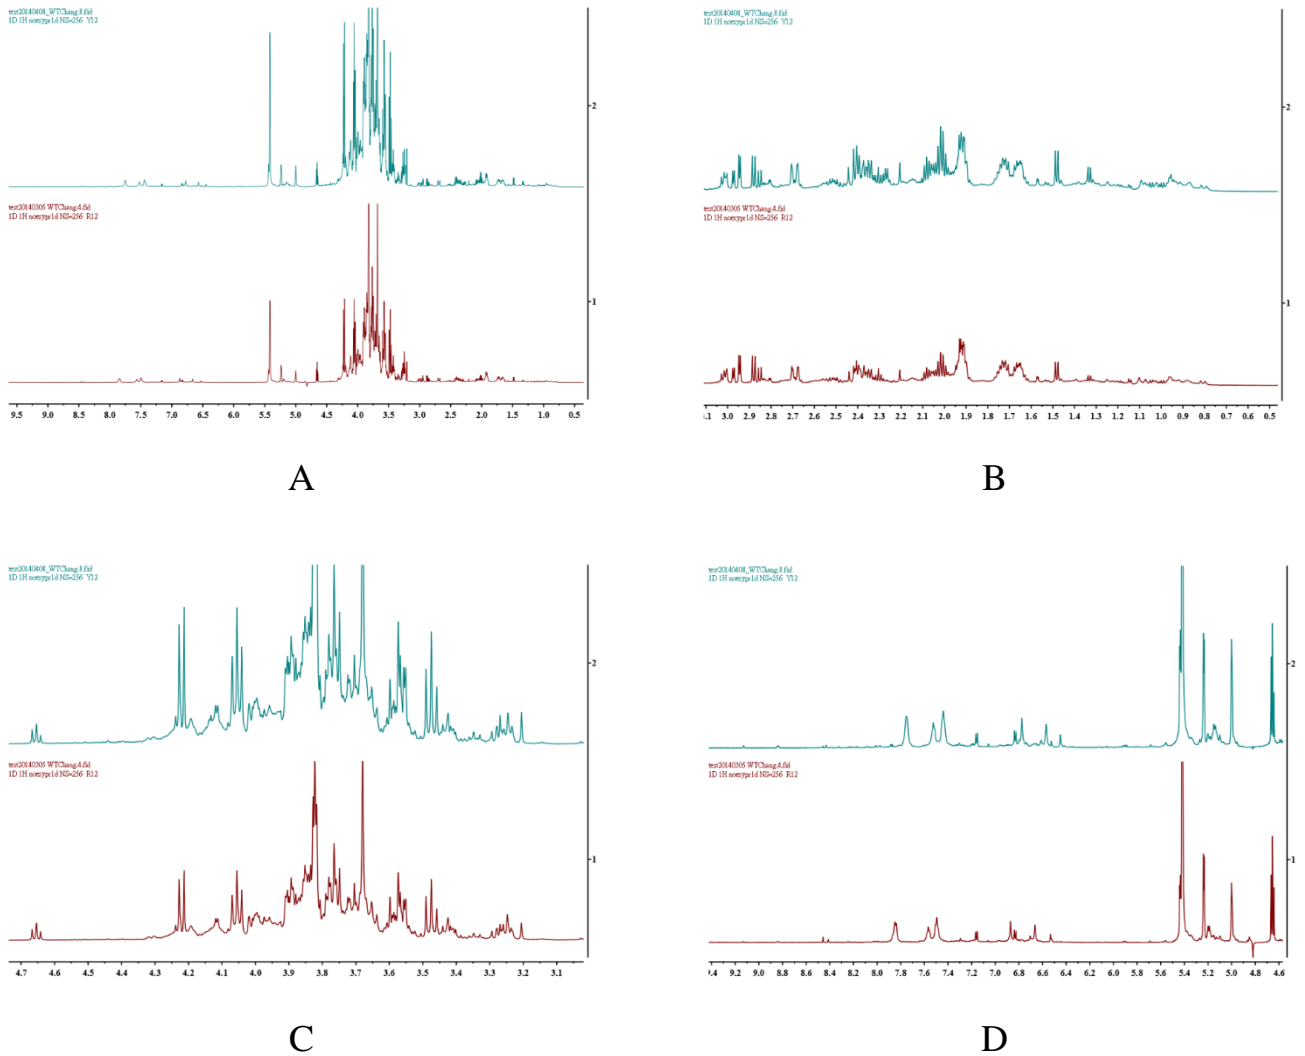 test20140408_WTChang.8.fid
1D 1H noesypr1d NS=256 Y12
2
test20140305 WTChang.4.fid
1D 1H noesypr1d NS=256 R12
1
9.5 9.0 8.5 8.0 7.5 7.0 6.5 6.0 5.5 5.0 4.5 4.0 3.5 3.0 2.5 2.0 1.5 1.0 0.5
A
test20140408_WTChang.8.fid
1D 1H noesypr1d NS=256 Y12
2
test20140305 WTChang.4.fid
1D 1H noesypr1d NS=256 R12
1
.1 3.0 2.9 2.8 2.7 2.6 2.5 2.4 2.3 2.2 2.1 2.0 1.9 1.8 1.7 1.6 1.5 1.4 1.3 1.2 1.1 1.0 0.9 0.8 0.7 0.6 0.5
B
test20140408_WTChang.8.fid
1D 1H noesypr1d NS=256 Y12
2
test20140305 WTChang.4.fid
1D 1H noesypr1d NS=256 R12
1
4.7 4.6 4.5 4.4 4.3 4.2 4.1 4.0 3.9 3.8 3.7 3.6 3.5 3.4 3.3 3.2 3.1
C
test20140408_WTChang.8.fid
1D 1H noesypr1d NS=256 Y12
2
test20140305 WTChang.4.fid
1D 1H noesypr1d NS=256 R12
1
9.4 9.2 9.0 8.8 8.6 8.4 8.2 8.0 7.8 7.6 7.4 7.2 7.0 6.8 6.6 6.4 6.2 6.0 5.8 5.6 5.4 5.2 5.0 4.8 4.6
D